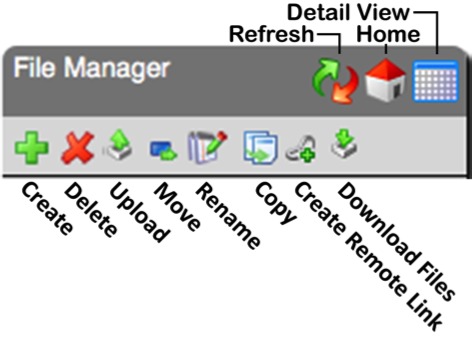 Detail View
Refresh
Home
File Manager
Create
Delete
Upload
Move
Rename
Copy
Create Remote Link
Download Files